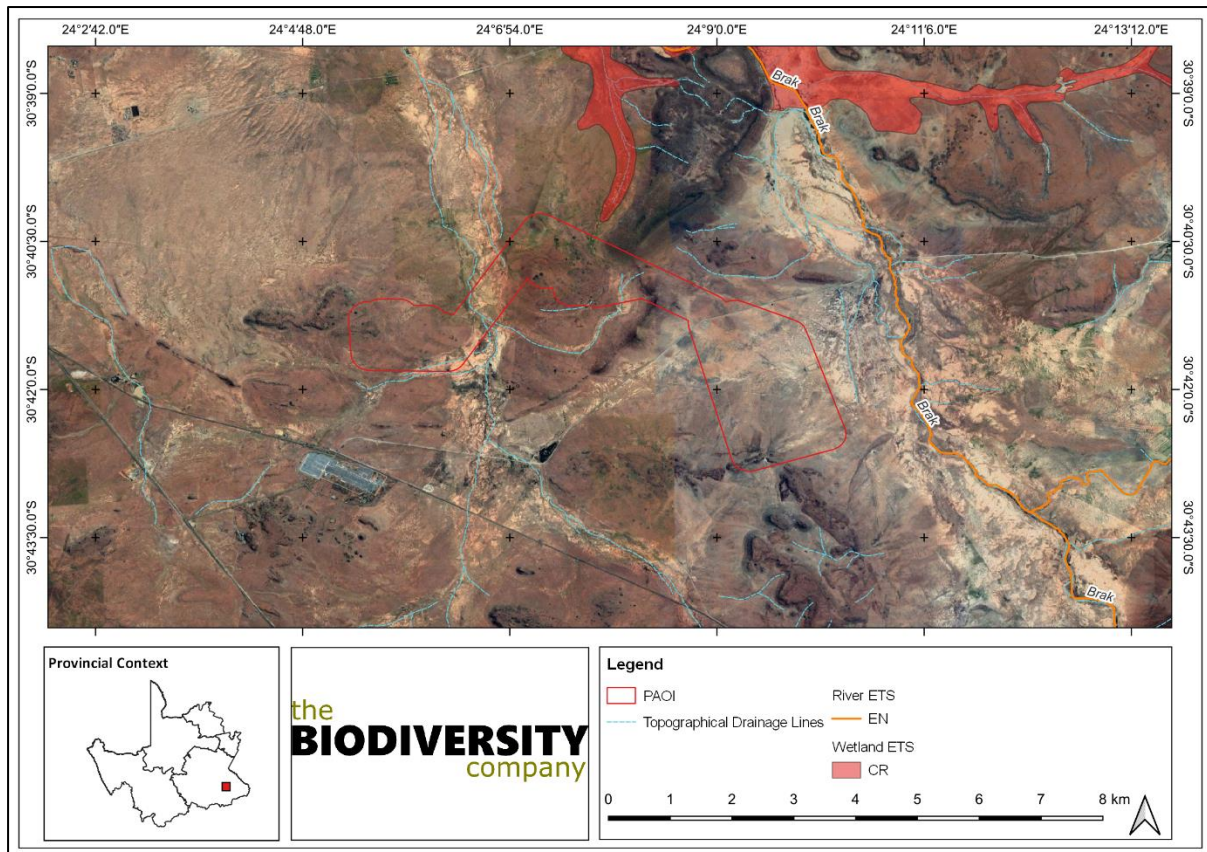 24°2'42.0"E
24°4'48.0"E
24°6'54.0"E
24°9'0.0"E
24°11'6.0"E
24°13'12.0"E
30°39'0.0"S
30°39'0.0"S
30°40'30.0"S
30°40'30.0"S
30°42'0.0"S
30°42'0.0"S
30°43'30.0"S
30°43'30.0"S
Brak
Brak
Brak
Brak
Provincial Context
the
BIODIVERSITY
company
Legend
PAOI
Topographical Drainage Lines
River ETS
EN
Wetland ETS
CR
0 1 2 3 4 5 6 7 8 km